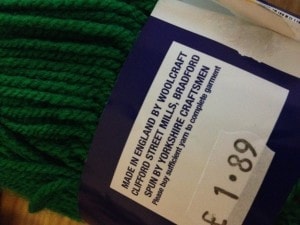 MADE IN ENGLAND BY WOOLCRAFT
CLIFFORD STREET MILLS, BRADFORD
SPUN BY YORKSHIRE CRAFTSMEN
Please buy sufficient yarn to complete garment
£1·89